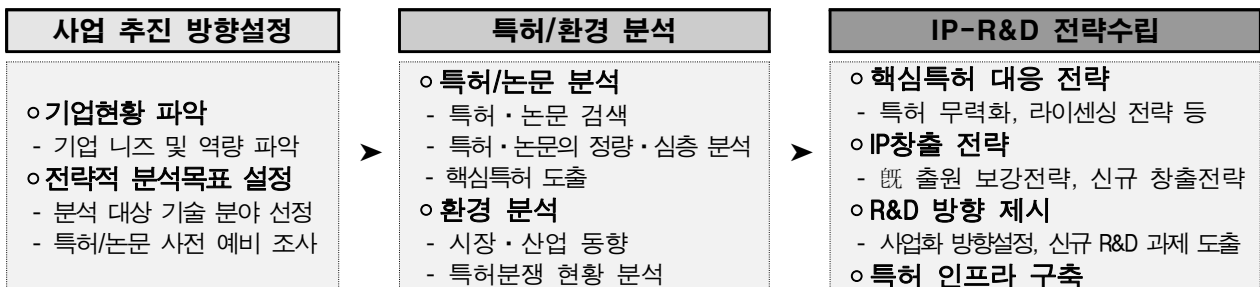 사업 추진 방향설정
ㅇ기업현황 파악
- 기업 니즈 및 역량 파악
ㅇ전략적 분석목표 설정
- 분석 대상 기술 분야 선정
- 특허/논문 사전 예비 조사
➤
특허/환경 분석
ㅇ특허/논문 분석
- 특허・논문 검색
- 특허・논문의 정량・심층 분석
- 핵심특허 도출
ㅇ환경 분석
- 시장・산업 동향
- 특허분쟁 현황 분석
➤
IP-R&D 전략수립
ㅇ핵심특허 대응 전략
- 특허 무력화, 라이센싱 전략 등
ㅇIP창출 전략
- 旣 출원 보강전략, 신규 창출전략
ㅇR&D 방향 제시
- 사업화 방향설정, 신규 R&D 과제 도출
ㅇ특허 인프라 구축